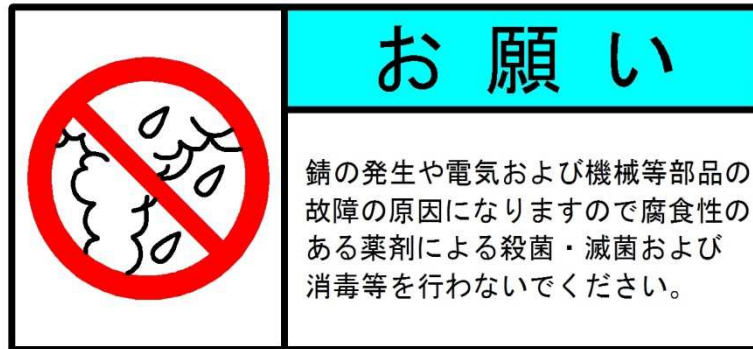 お願い
錆の発生や電気および機械等部品の
故障の原因になりますので腐食性の
ある薬剤による殺菌・滅菌および
消毒等を行わないでください。